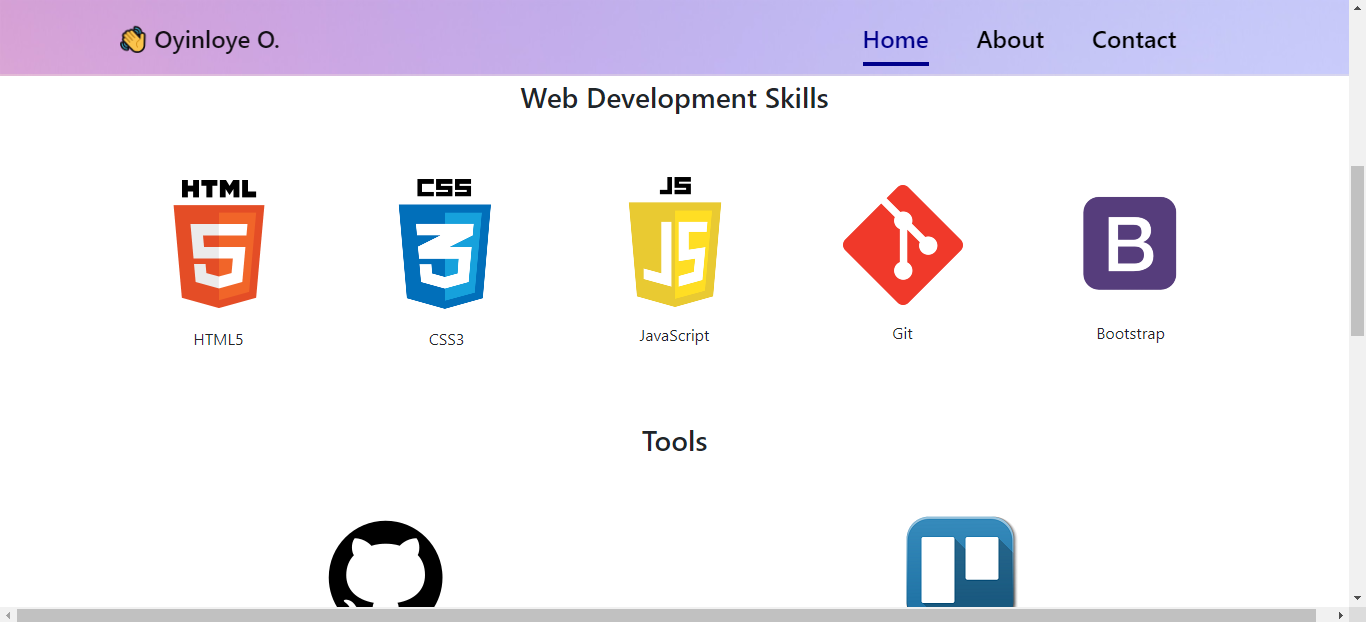 👋 Oyinloye O.
Home About Contact
Web Development Skills
HTML CSS JS
5 3 JS B
HTML5 CSS3 JavaScript Git Bootstrap
Tools